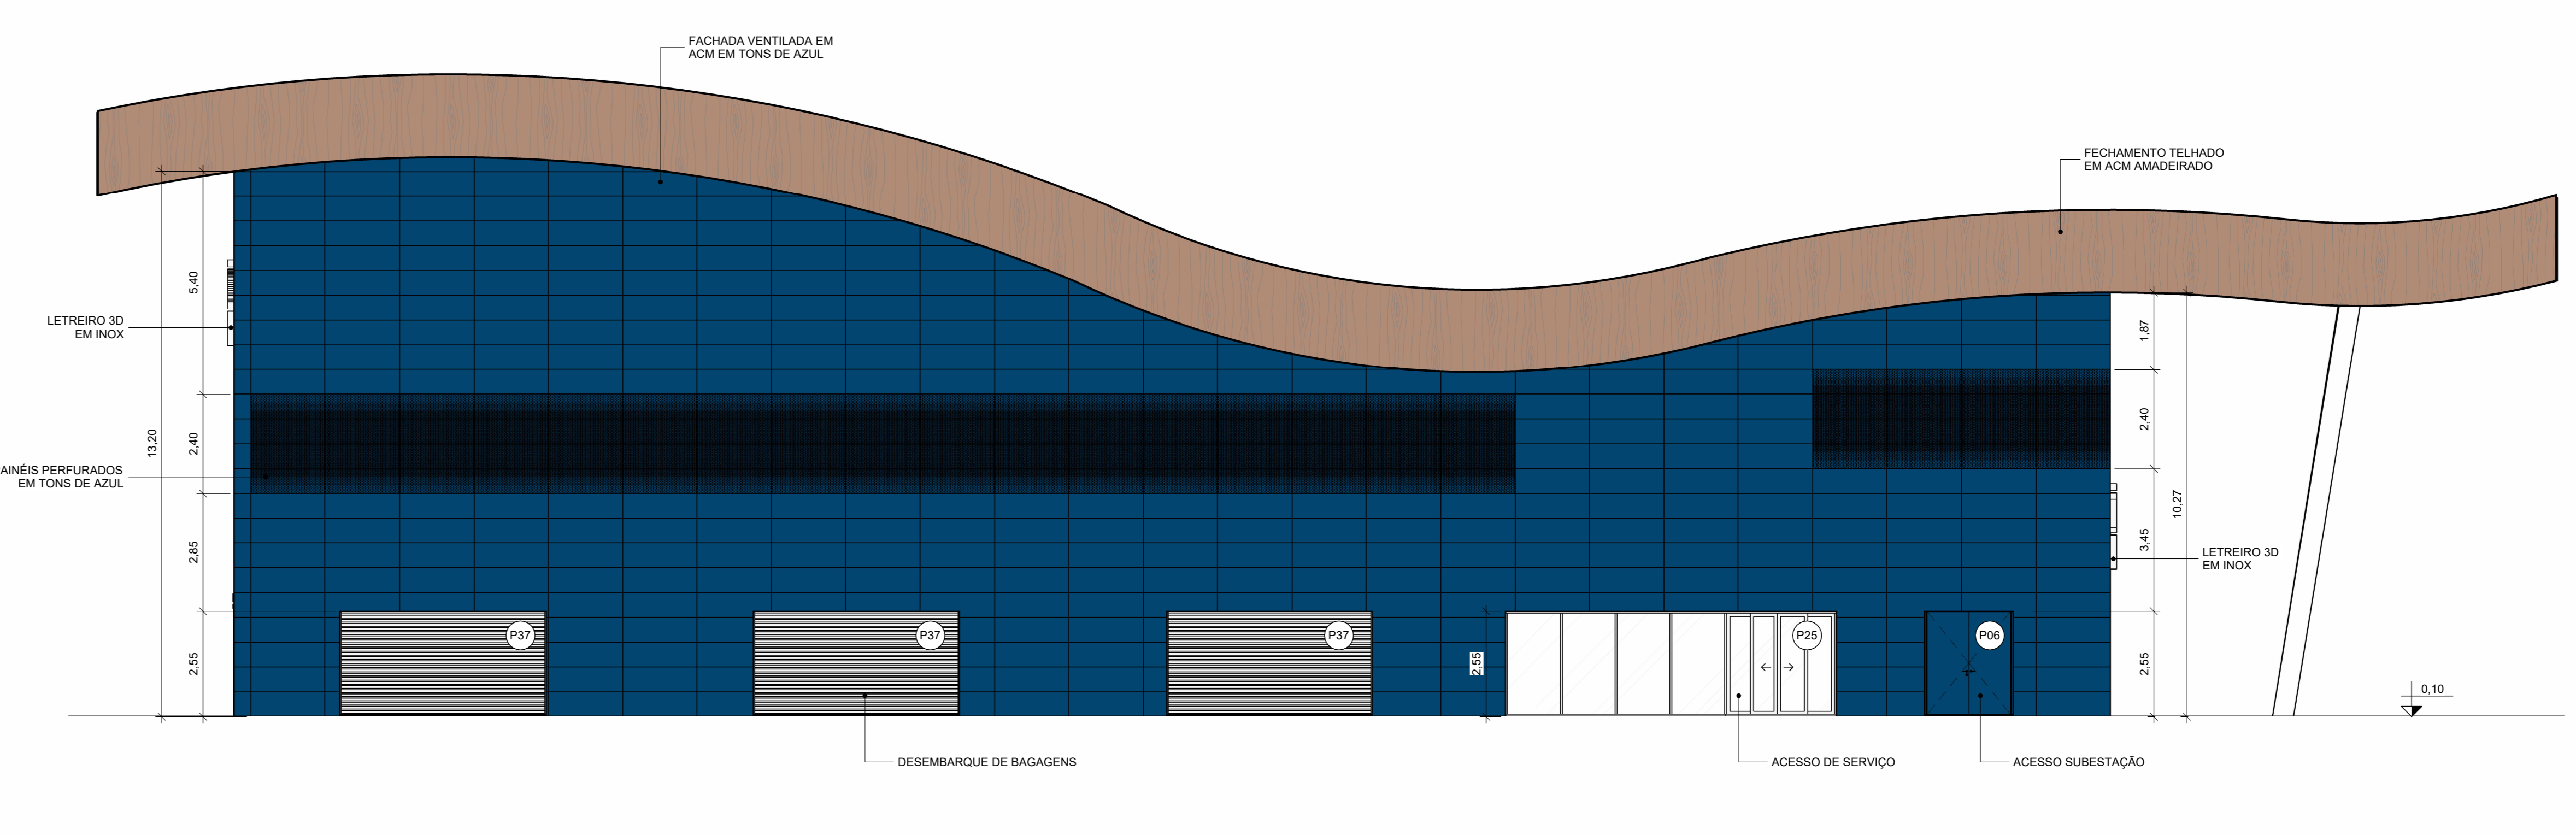 FACHADA VENTILADA EM
ACM EM TONS DE AZUL
FECHAMENTO TELHADO
EM ACM AMADEIRADO
5,40
LETREIRO 3D
EM INOX
1,87
2,40
13,20
2,40
AINÉIS PERFURADOS
EM TONS DE AZUL
10,27
3,45
2,85
LETREIRO 3D
EM INOX
P37
P37
P37
P25
P06
2,55
2,55
2,55
0,10
DESEMBARQUE DE BAGAGENS
ACESSO DE SERVIÇO
ACESSO SUBESTAÇÃO